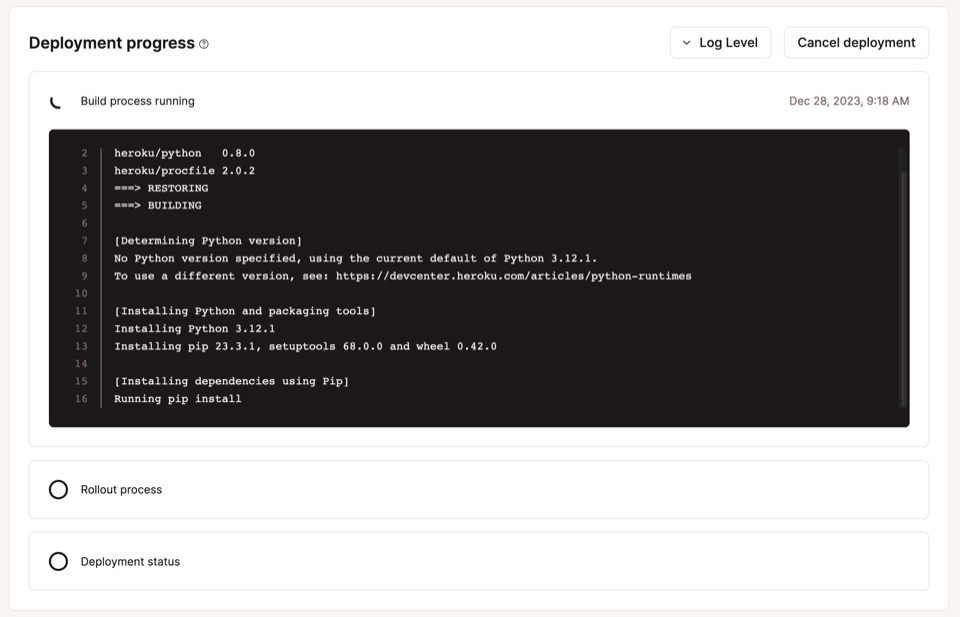 Deployment progress
Log Level
Cancel deployment
Build process running
Dec 28, 2023, 9:18 AM
2 heroku/python   0.8.0
3 heroku/procfile 2.0.2
4 ===> RESTORING
5 ===> BUILDING
6
7 [Determining Python version]
8 No Python version specified, using the current default of Python 3.12.1.
9 To use a different version, see: https://devcenter.heroku.com/articles/python-runtimes
10
11 [Installing Python and packaging tools]
12 Installing Python 3.12.1
13 Installing pip 23.3.1, setuptools 68.0.0 and wheel 0.42.0
14
15 [Installing dependencies using Pip]
16 Running pip install
Rollout process
Deployment status